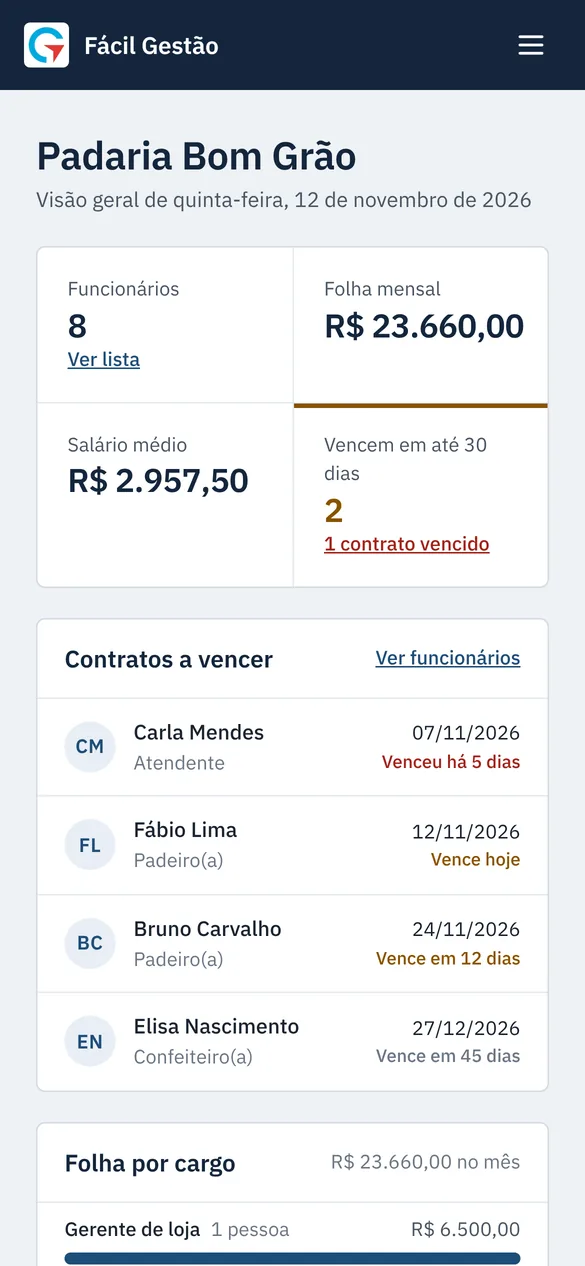 Fácil Gestão
Padaria Bom Grão
Visão geral de quinta-feira, 12 de novembro de 2026
Funcionários
8
Ver lista
Folha mensal
R$ 23.660,00
Salário médio
R$ 2.957,50
Vencem em até 30
dias
2
1 contrato vencido
Contratos a vencer
Ver funcionários
CM
Carla Mendes
Atendente
07/11/2026
Venceu há 5 dias
FL
Fábio Lima
Padeiro(a)
12/11/2026
Vence hoje
BC
Bruno Carvalho
Padeiro(a)
24/11/2026
Vence em 12 dias
EN
Elisa Nascimento
Confeiteiro(a)
27/12/2026
Vence em 45 dias
Folha por cargo
R$ 23.660,00 no mês
Gerente de loja 1 pessoa
R$ 6.500,00